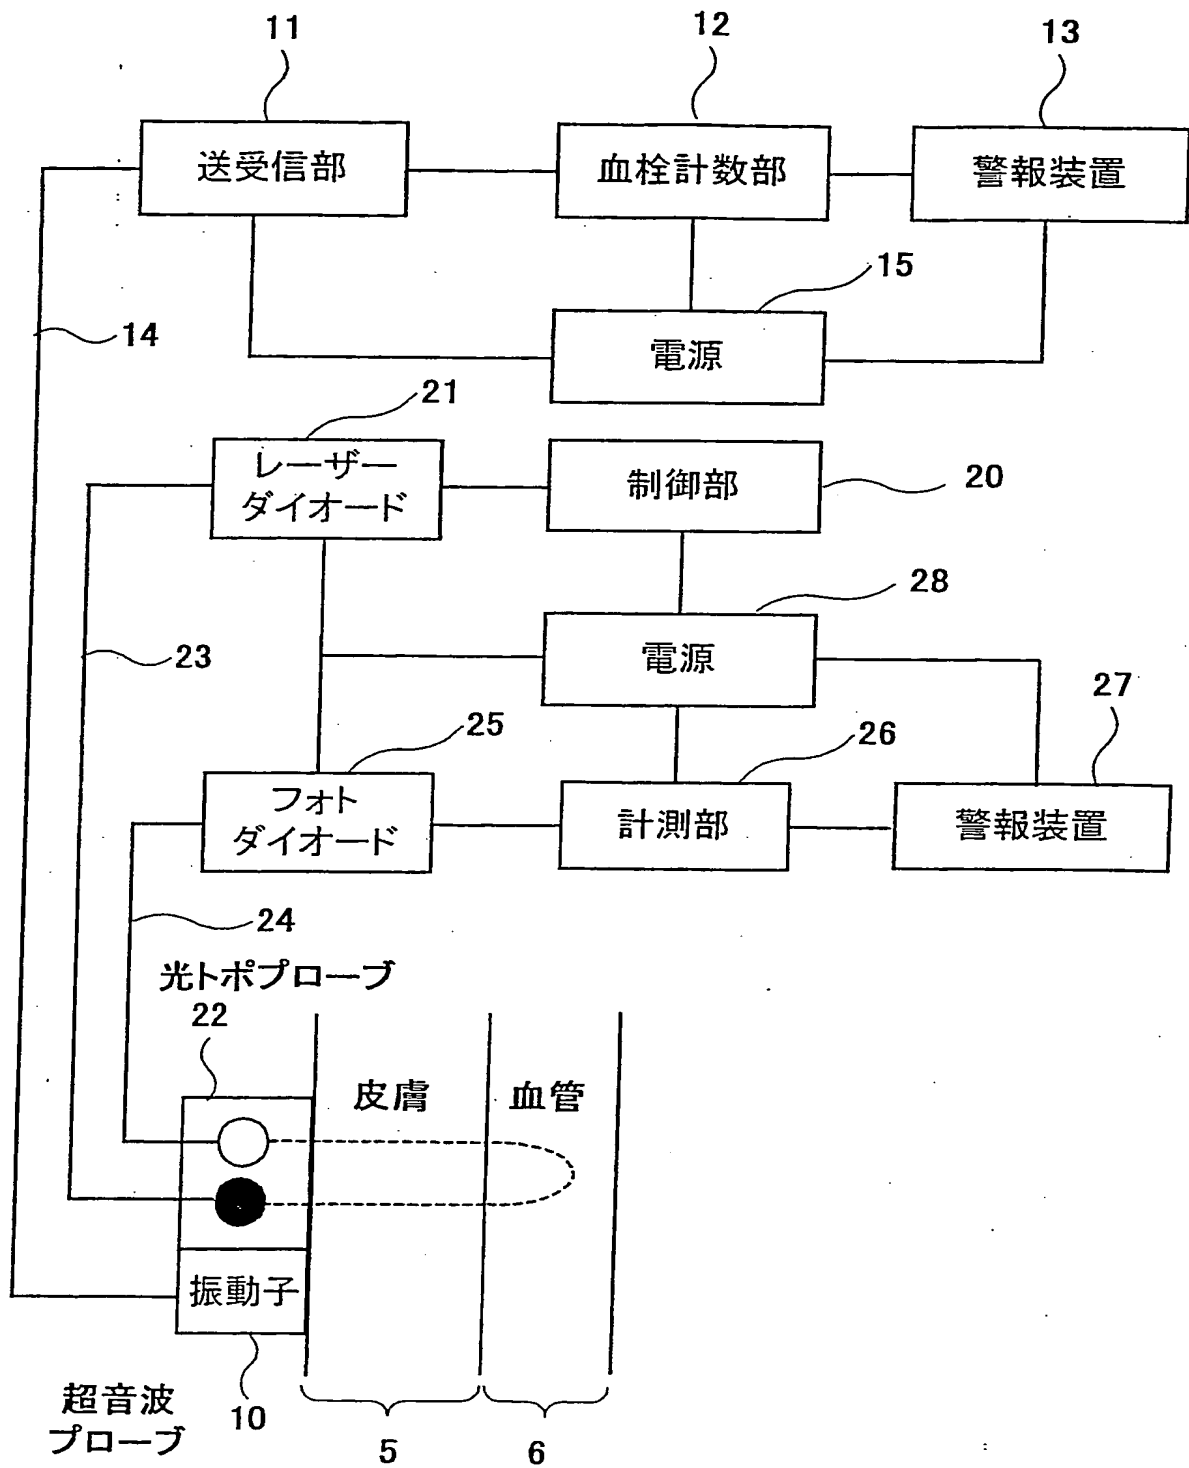 11
12
13
送受信部
血栓計数部
警報装置
15
14
電源
21
レーザー
ダイオード
制御部
20
28
23
電源
27
25
26
フォト
ダイオード
計測部
警報装置
24
光トポプローブ
22
皮膚
血管
振動子
超音波
プローブ
10
5
6